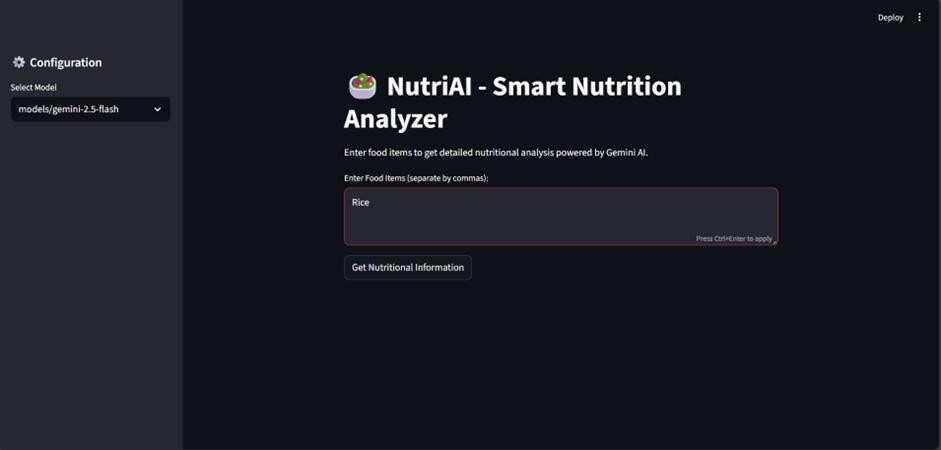 Deploy
Configuration
Select Model
models/gemini-2.5-flash
NutriAI - Smart Nutrition
Analyzer
Enter food items to get detailed nutritional analysis powered by Gemini AI.
Enter Food Items (separate by commas):
Rice
Press Ctrl+Enter to apply
Get Nutritional Information